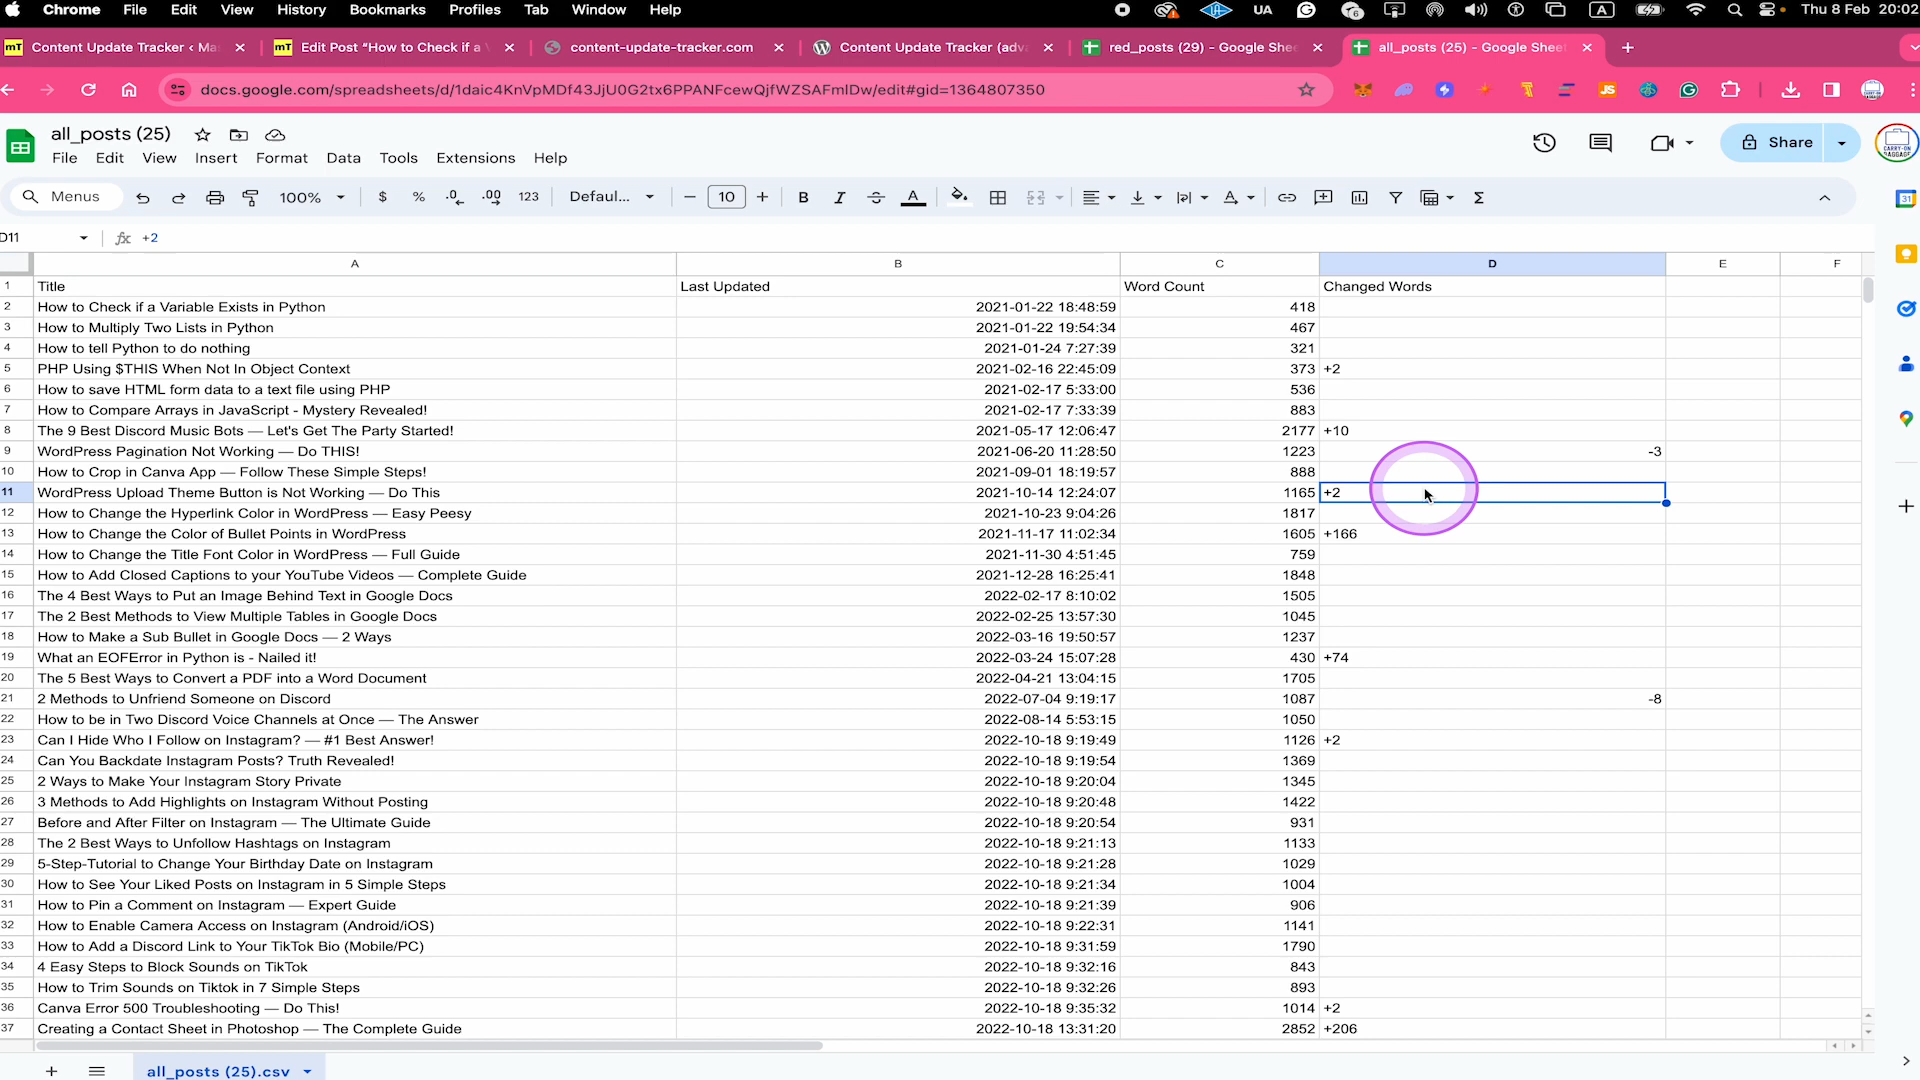 Chrome File Edit View History Bookmarks Profiles Tab Window Help UA A Thu 8 Feb 20:02
mT Content Update Tracker ‹ Ma mT Edit Post “How to Check if a V content-update-tracker.com Content Update Tracker (adva red_posts (29) - Google Shee all_posts (25) - Google Sheet
docs.google.com/spreadsheets/d/1daic4KnVpMDf43JjU0G2tx6PPANFcewQjfWZSAFmIDw/edit#gid=1364807350
all_posts (25)
File Edit View Insert Format Data Tools Extensions Help
Share
CARRY-ON BAGGAGE
Menus 100% $ % .0 .00 123 Defaul... 10 B I A
31
D11 fx +2
A B C D E F
1 Title Last Updated Word Count Changed Words
2 How to Check if a Variable Exists in Python 2021-01-22 18:48:59 418
3 How to Multiply Two Lists in Python 2021-01-22 19:54:34 467
4 How to tell Python to do nothing 2021-01-24 7:27:39 321
5 PHP Using $THIS When Not In Object Context 2021-02-16 22:45:09 373 +2
6 How to save HTML form data to a text file using PHP 2021-02-17 5:33:00 536
7 How to Compare Arrays in JavaScript - Mystery Revealed! 2021-02-17 7:33:39 883
8 The 9 Best Discord Music Bots — Let's Get The Party Started! 2021-05-17 12:06:47 2177 +10
9 WordPress Pagination Not Working — Do THIS! 2021-06-20 11:28:50 1223 -3
10 How to Crop in Canva App — Follow These Simple Steps! 2021-09-01 18:19:57 888
11 WordPress Upload Theme Button is Not Working — Do This 2021-10-14 12:24:07 1165 +2
12 How to Change the Hyperlink Color in WordPress — Easy Peesy 2021-10-23 9:04:26 1817
13 How to Change the Color of Bullet Points in WordPress 2021-11-17 11:02:34 1605 +166
14 How to Change the Title Font Color in WordPress — Full Guide 2021-11-30 4:51:45 759
15 How to Add Closed Captions to your YouTube Videos — Complete Guide 2021-12-28 16:25:41 1848
16 The 4 Best Ways to Put an Image Behind Text in Google Docs 2022-02-17 8:10:02 1505
17 The 2 Best Methods to View Multiple Tables in Google Docs 2022-02-25 13:57:30 1045
18 How to Make a Sub Bullet in Google Docs — 2 Ways 2022-03-16 19:50:57 1237
19 What an EOFError in Python is - Nailed it! 2022-03-24 15:07:28 430 +74
20 The 5 Best Ways to Convert a PDF into a Word Document 2022-04-21 13:04:15 1705
21 2 Methods to Unfriend Someone on Discord 2022-07-04 9:19:17 1087 -8
22 How to be in Two Discord Voice Channels at Once — The Answer 2022-08-14 5:53:15 1050
23 Can I Hide Who I Follow on Instagram? — #1 Best Answer! 2022-10-18 9:19:49 1126 +2
24 Can You Backdate Instagram Posts? Truth Revealed! 2022-10-18 9:19:54 1369
25 2 Ways to Make Your Instagram Story Private 2022-10-18 9:20:04 1345
26 3 Methods to Add Highlights on Instagram Without Posting 2022-10-18 9:20:48 1422
27 Before and After Filter on Instagram — The Ultimate Guide 2022-10-18 9:20:54 931
28 The 2 Best Ways to Unfollow Hashtags on Instagram 2022-10-18 9:21:13 1133
29 5-Step-Tutorial to Change Your Birthday Date on Instagram 2022-10-18 9:21:28 1029
30 How to See Your Liked Posts on Instagram in 5 Simple Steps 2022-10-18 9:21:34 1004
31 How to Pin a Comment on Instagram — Expert Guide 2022-10-18 9:21:39 906
32 How to Enable Camera Access on Instagram (Android/iOS) 2022-10-18 9:22:31 1141
33 How to Add a Discord Link to Your TikTok Bio (Mobile/PC) 2022-10-18 9:31:59 1790
34 4 Easy Steps to Block Sounds on TikTok 2022-10-18 9:32:16 843
35 How to Trim Sounds on Tiktok in 7 Simple Steps 2022-10-18 9:32:26 893
36 Canva Error 500 Troubleshooting — Do This! 2022-10-18 9:35:32 1014 +2
37 Creating a Contact Sheet in Photoshop — The Complete Guide 2022-10-18 13:31:20 2852 +206
all_posts (25).csv